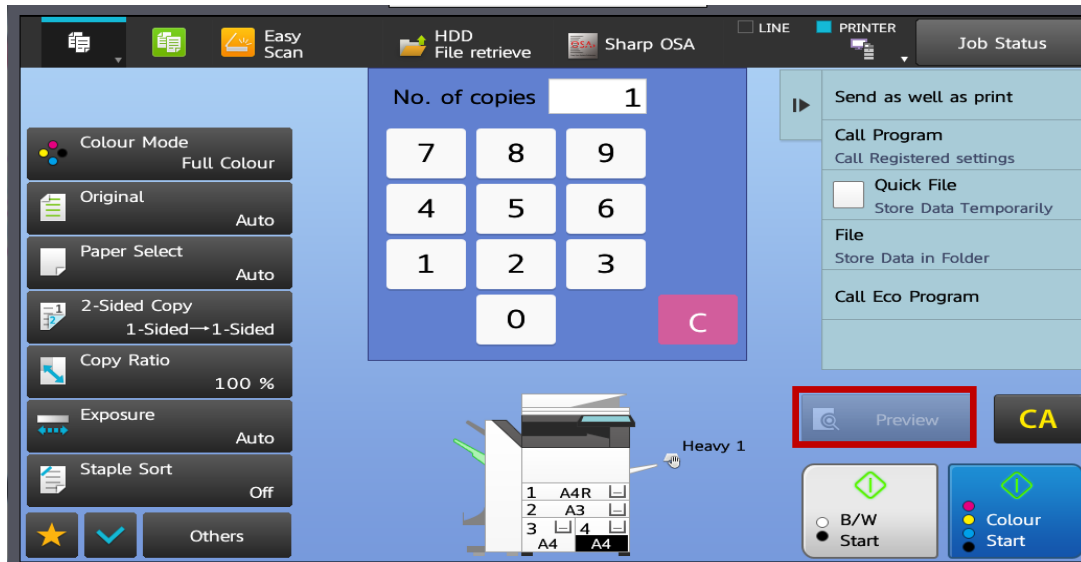 Easy
Scan
HDD
File retrieve
OSA
Sharp OSA
LINE
PRINTER
Job Status
No. of copies 1
7 8 9
4 5 6
1 2 3
0 C
Colour Mode
Full Colour
Original
Auto
Paper Select
Auto
2-Sided Copy
1-Sided→1-Sided
1
2
Copy Ratio
100 %
Exposure
Auto
Staple Sort
Off
Others
Heavy 1
1 A4R
2 A3
3 4
A4 A4
Send as well as print
Call Program
Call Registered settings
Quick File
Store Data Temporarily
File
Store Data in Folder
Call Eco Program
Preview
CA
B/W
Start
Colour
Start